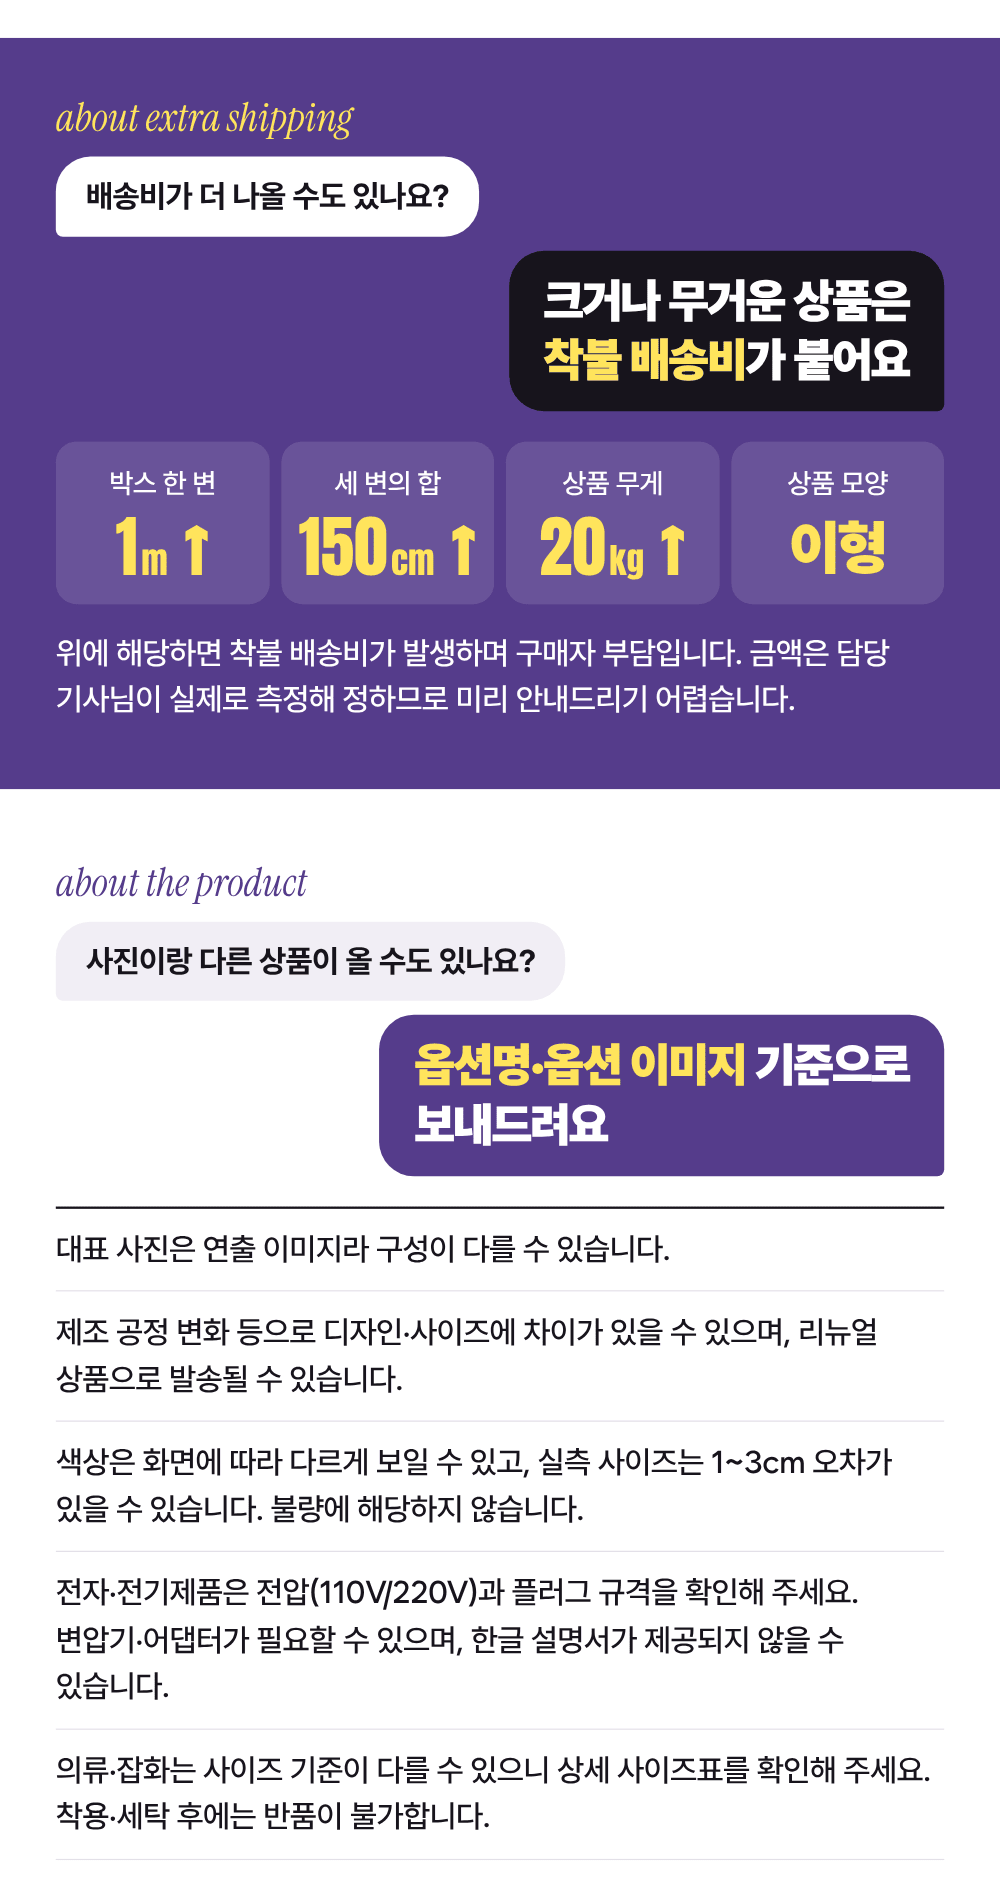 about extra shipping
배송비가 더 나올 수도 있나요?
크거나 무거운 상품은
착불 배송비가 붙어요
박스 한 변
1m ↑
세 변의 합
150cm ↑
상품 무게
20kg ↑
상품 모양
이형
위에 해당하면 착불 배송비가 발생하며 구매자 부담입니다. 금액은 담당
기사님이 실제로 측정해 정하므로 미리 안내드리기 어렵습니다.
about the product
사진이랑 다른 상품이 올 수도 있나요?
옵션명·옵션 이미지 기준으로
보내드려요
대표 사진은 연출 이미지라 구성이 다를 수 있습니다.
제조 공정 변화 등으로 디자인·사이즈에 차이가 있을 수 있으며, 리뉴얼
상품으로 발송될 수 있습니다.
색상은 화면에 따라 다르게 보일 수 있고, 실측 사이즈는 1~3cm 오차가
있을 수 있습니다. 불량에 해당하지 않습니다.
전자·전기제품은 전압(110V/220V)과 플러그 규격을 확인해 주세요.
변압기·어댑터가 필요할 수 있으며, 한글 설명서가 제공되지 않을 수
있습니다.
의류·잡화는 사이즈 기준이 다를 수 있으니 상세 사이즈표를 확인해 주세요.
착용·세탁 후에는 반품이 불가합니다.